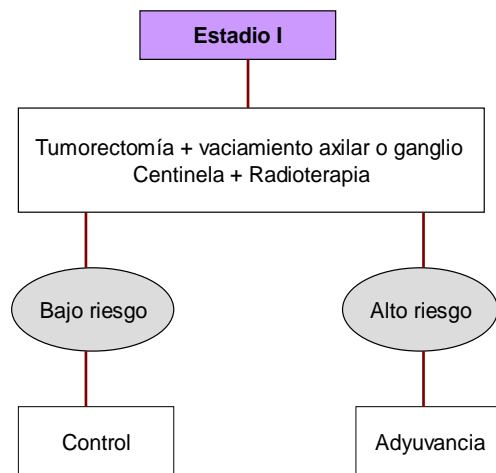 Estadio I
Tumorectomía + vaciamiento axilar o ganglio
Centinela + Radioterapia
Bajo riesgo
Alto riesgo
Control
Adyuvancia